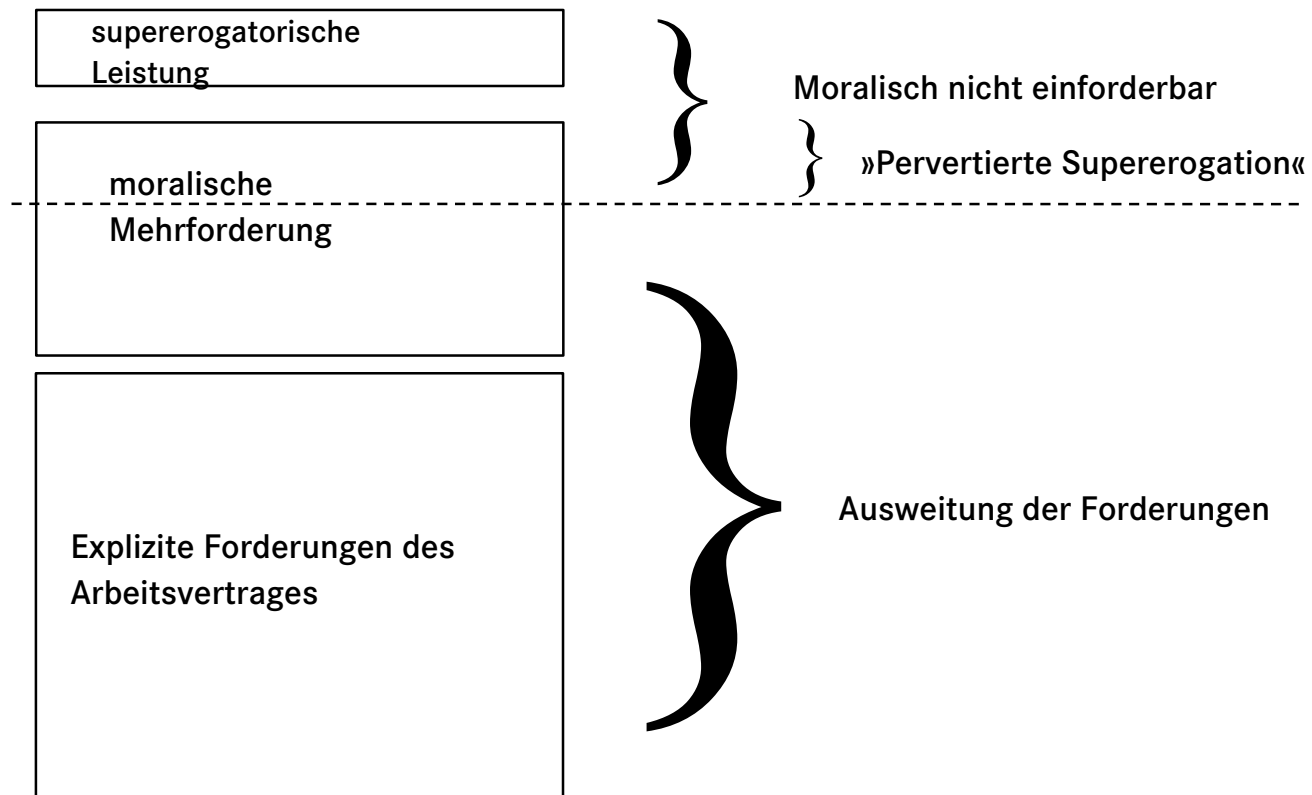 supererogatorische
Leistung
Moralisch nicht einforderbar
»Pervertierte Supererogation«
moralische
Mehrforderung
Explizite Forderungen des
Arbeitsvertrages
Ausweitung der Forderungen